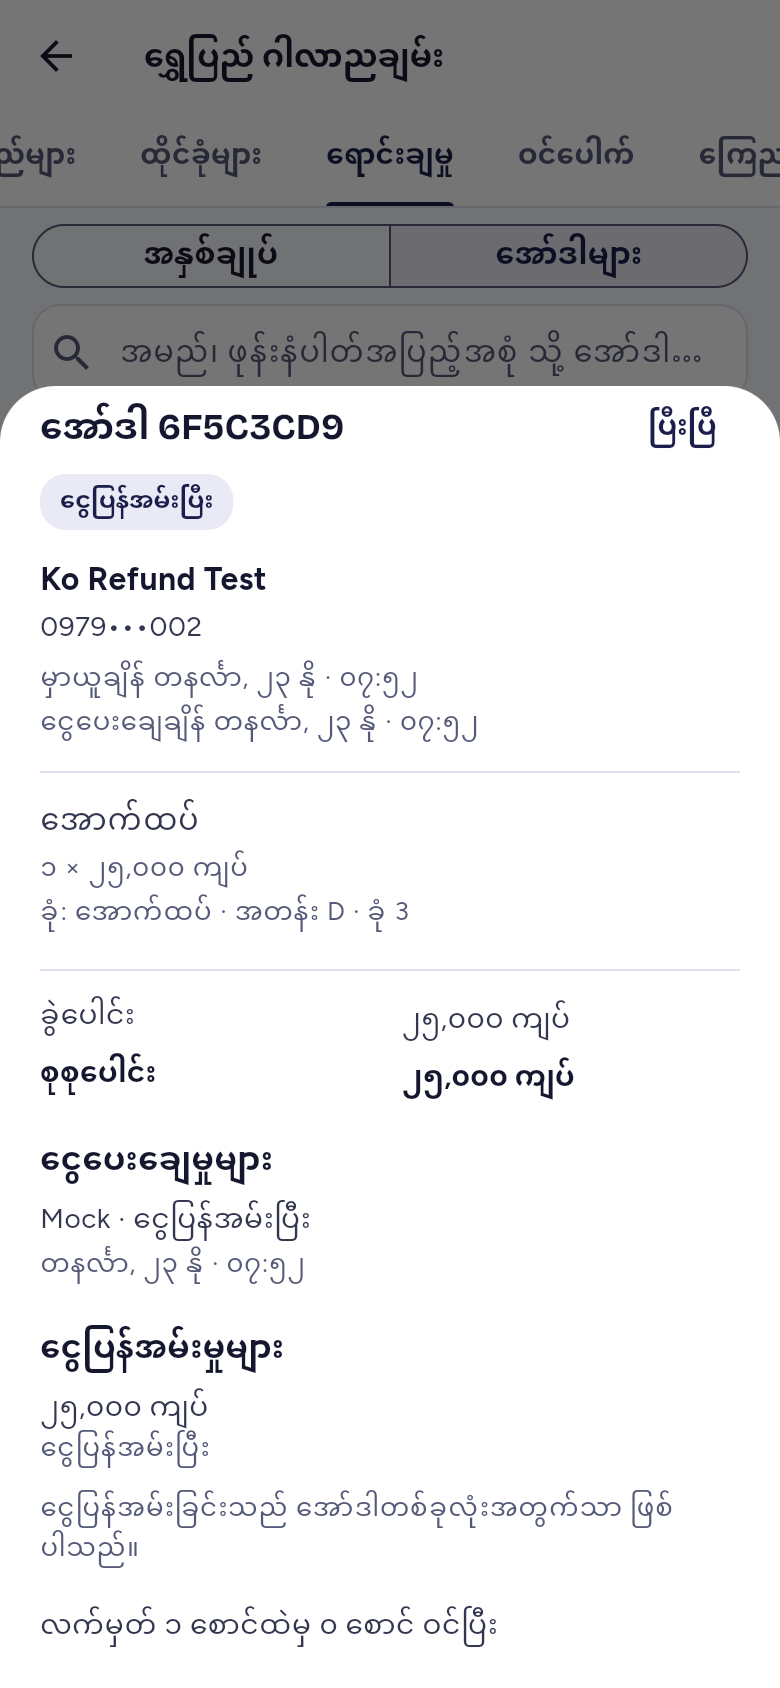 ရွှေပြည် ဂါလာညချမ်း
ည်များ ထိုင်ခုံများ ရောင်းချမှု ဝင်ပေါက် ကြေည
အနှစ်ချုပ် အော်ဒါများ
အမည်၊ ဖုန်းနံပါတ်အပြည့်အစုံ သို့ အော်ဒါ...
အော်ဒါ 6F5C3CD9 ပြီးပြီ
ငွေပြန်အမ်းပြီး
Ko Refund Test
0979•••002
မှာယူချိန် တနင်္လာ, ၂၃ နို · ၀၇:၅၂
ငွေပေးချေချိန် တနင်္လာ, ၂၃ နို · ၀၇:၅၂
အောက်ထပ်
၁ × ၂၅,၀၀၀ ကျပ်
ခုံ: အောက်ထပ် · အတန်း D · ခုံ 3
ခွဲပေါင်း ၂၅,၀၀၀ ကျပ်
စုစုပေါင်း ၂၅,၀၀၀ ကျပ်
ငွေပေးချေမှုများ
Mock · ငွေပြန်အမ်းပြီး
တနင်္လာ, ၂၃ နို · ၀၇:၅၂
ငွေပြန်အမ်းမှုများ
၂၅,၀၀၀ ကျပ်
ငွေပြန်အမ်းပြီး
ငွေပြန်အမ်းခြင်းသည် အော်ဒါတစ်ခုလုံးအတွက်သာ ဖြစ်
ပါသည်။
လက်မှတ် ၁ စောင်ထဲမှ ၀ စောင် ဝင်ပြီး